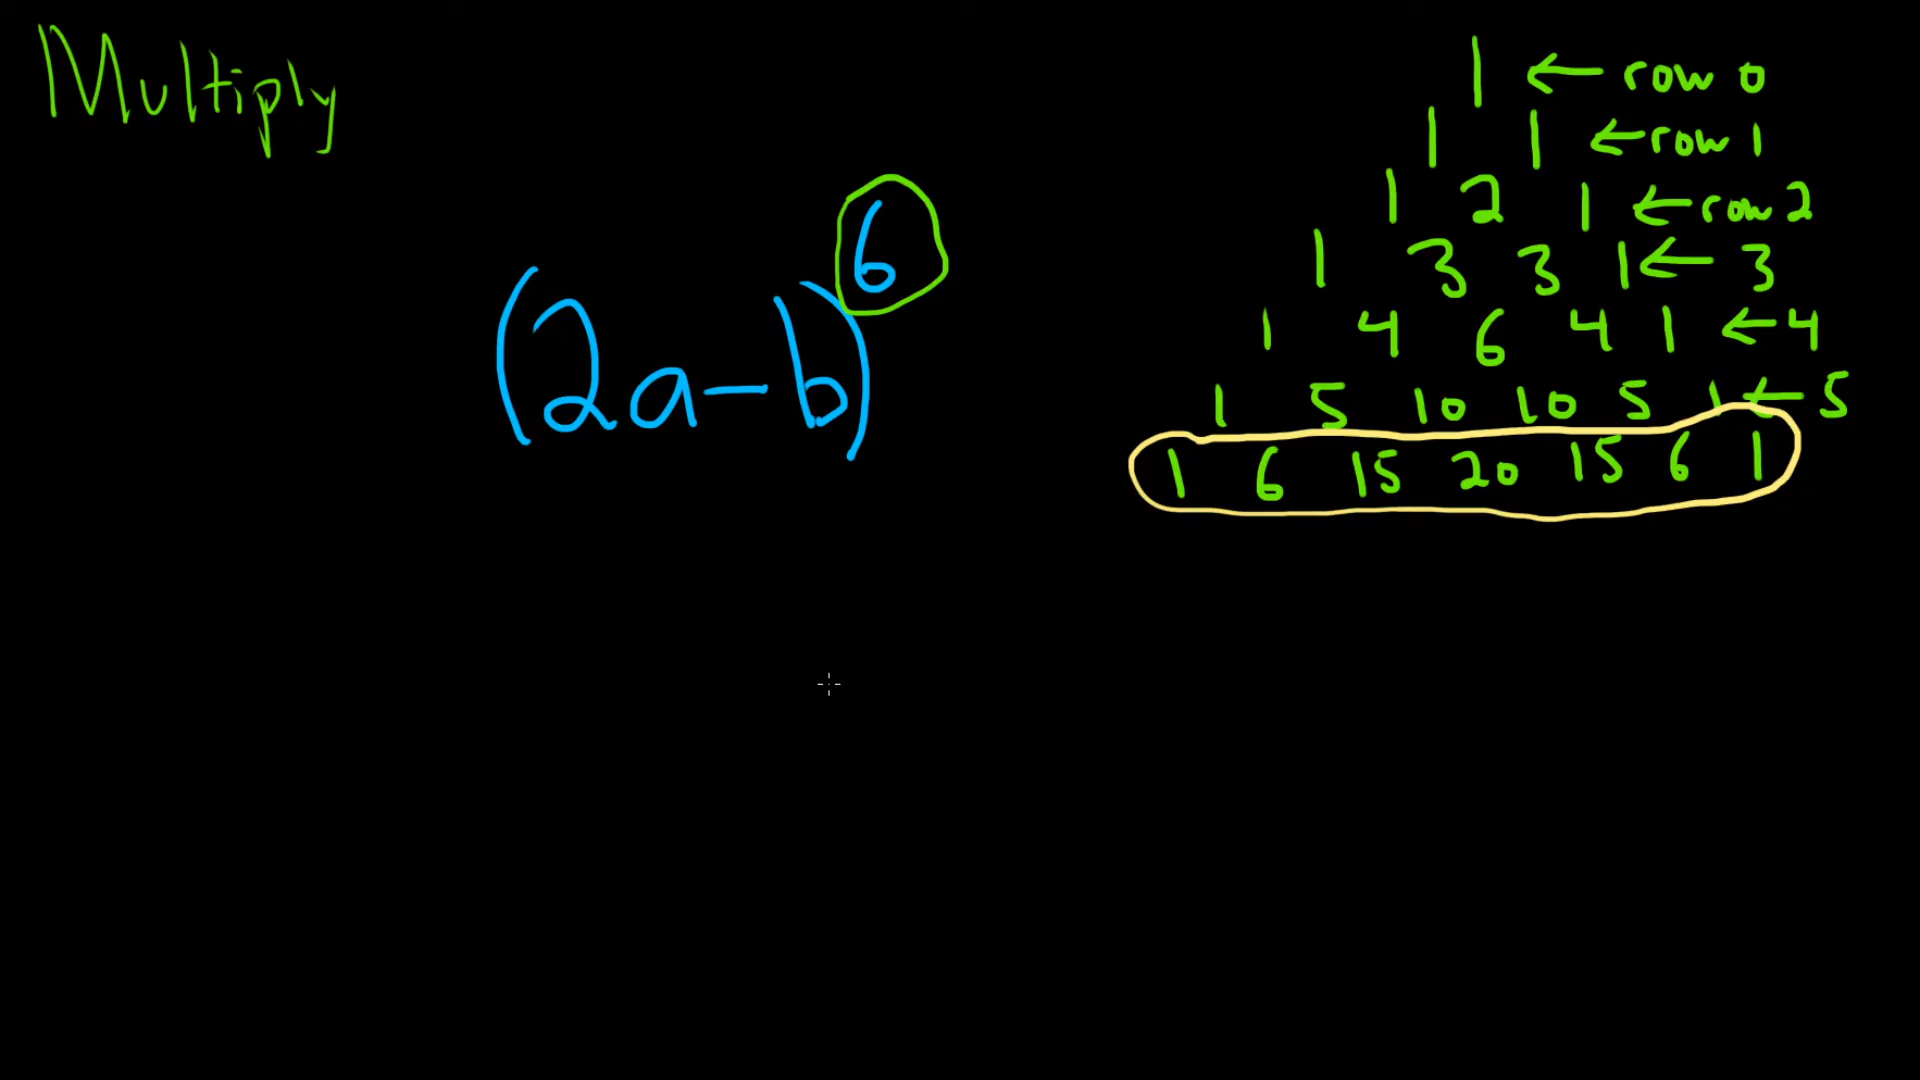 Multiply
(2a-b)^6
1 ← row 0
1 1 ← row 1
1 2 1 ← row 2
1 3 3 1 ← 3
1 4 6 4 1 ← 4
1 5 10 10 5 1 ← 5
1 6 15 20 15 6 1